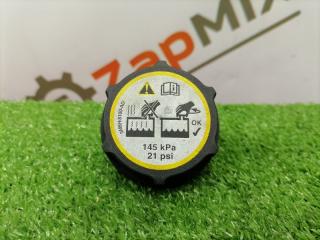 ZapMIX
OK
145 kPa
21 psi